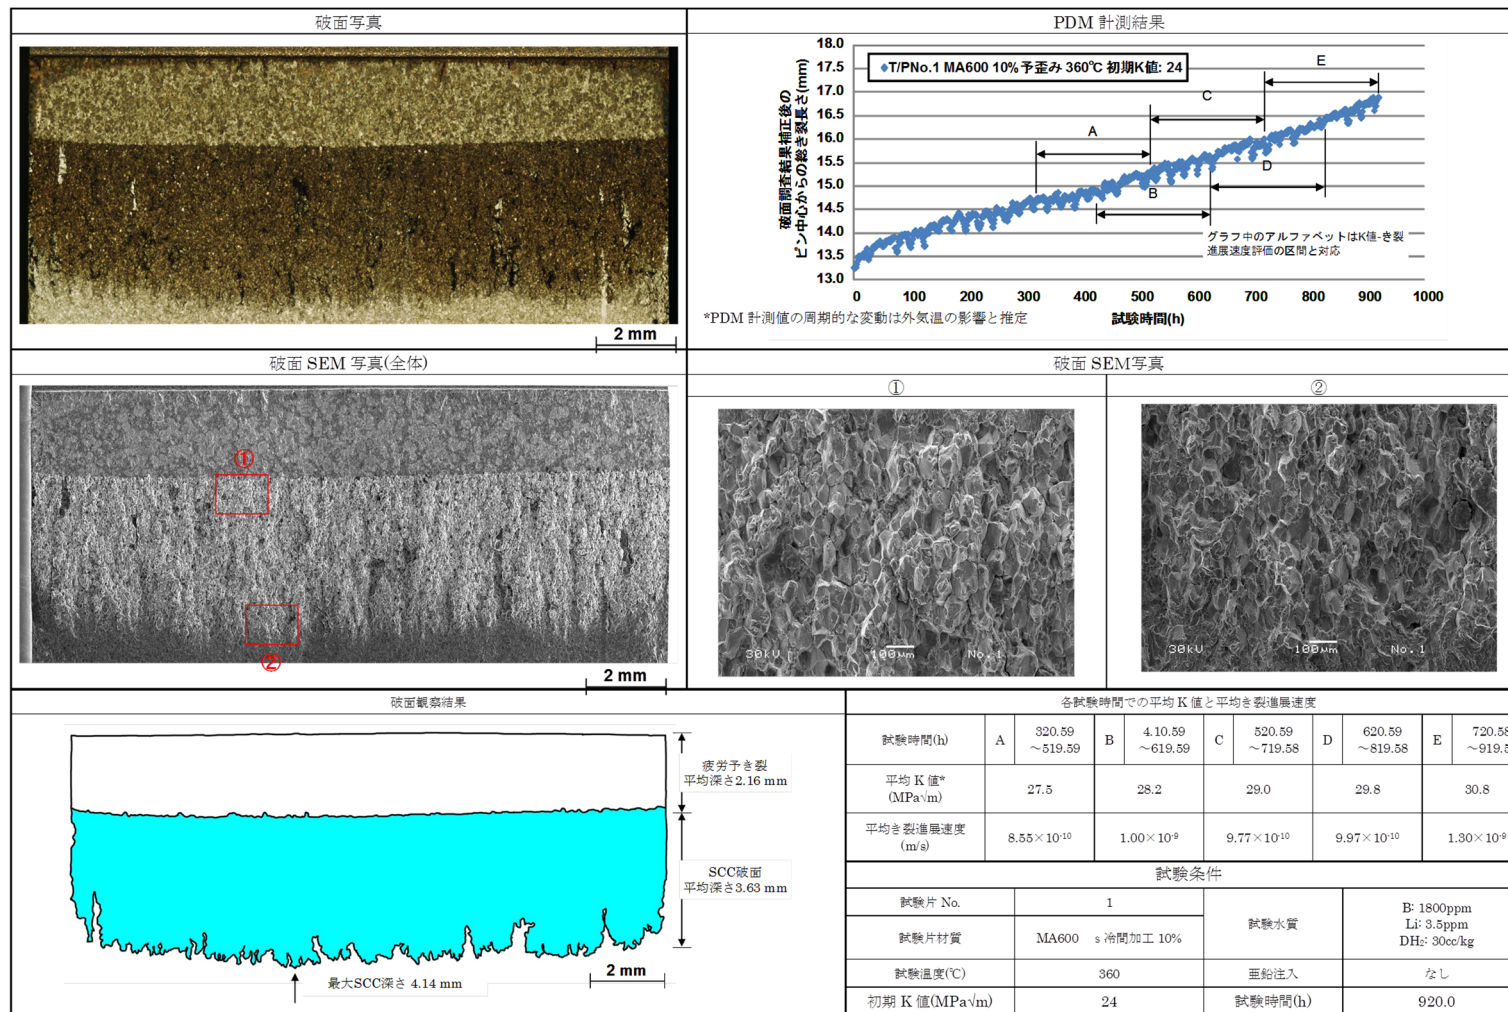 破面写真
PDM 計測結果
破面調査結果補正後の
ピン中心からの総き裂長さ(mm)
18.0
17.5
17.0
16.5
16.0
15.5
15.0
14.5
14.0
13.5
13.0
T/PNo.1 MA600 10%予歪み 360℃ 初期K値: 24
E
C
A
D
B
グラフ中のアルファベットはK値-き裂
進展速度評価の区間と対応
0 100 200 300 400 500 600 700 800 900 1000
試験時間(h)
*PDM 計測値の周期的な変動は外気温の影響と推定
2 mm
破面 SEM 写真(全体)
破面 SEM写真
① ②
①
②
2 mm
30kV 100μm No.1
30kV 100μm No.1
破面観察結果
疲労予き裂
平均深さ2.16 mm
SCC破面
平均深さ3.63 mm
2 mm
最大SCC深さ 4.14 mm
各試験時間での平均 K 値と平均き裂進展速度
試験時間(h) A 320.59 ～519.59 B 4.10.59 ～619.59 C 520.59 ～719.58 D 620.59 ～819.58 E 720.58 ～919.5
平均 K 値* (MPa√m) 27.5 28.2 29.0 29.8 30.8
平均き裂進展速度 (m/s) 8.55×10-10 1.00×10-9 9.77×10-10 9.97×10-10 1.30×10-9
試験条件
試験片 No. 1 試験水質 B: 1800ppm
Li: 3.5ppm
DH₂: 30cc/kg
試験片材質 MA600 s 冷間加工 10%
試験温度(℃) 360 亜鉛注入 なし
初期 K 値(MPa√m) 24 試験時間(h) 920.0